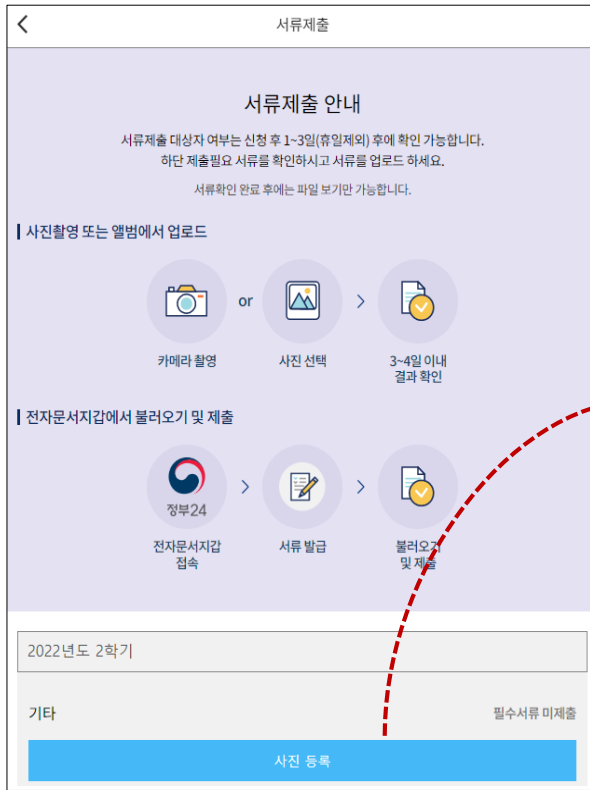 서류제출
서류제출 안내
서류제출 대상자 여부는 신청 후 1~3일(휴일제외) 후에 확인 가능합니다.
하단 제출필요 서류를 확인하시고 서류를 업로드 하세요.
서류확인 완료 후에는 파일 보기만 가능합니다.
사진촬영 또는 앨범에서 업로드
or
카메라 촬영
사진 선택
3~4일 이내
결과 확인
전자문서지갑에서 불러오기 및 제출
정부24
전자문서지갑
접속
서류 발급
불러오기
및 제출
2022년도 2학기
기타
필수서류 미제출
사진 등록